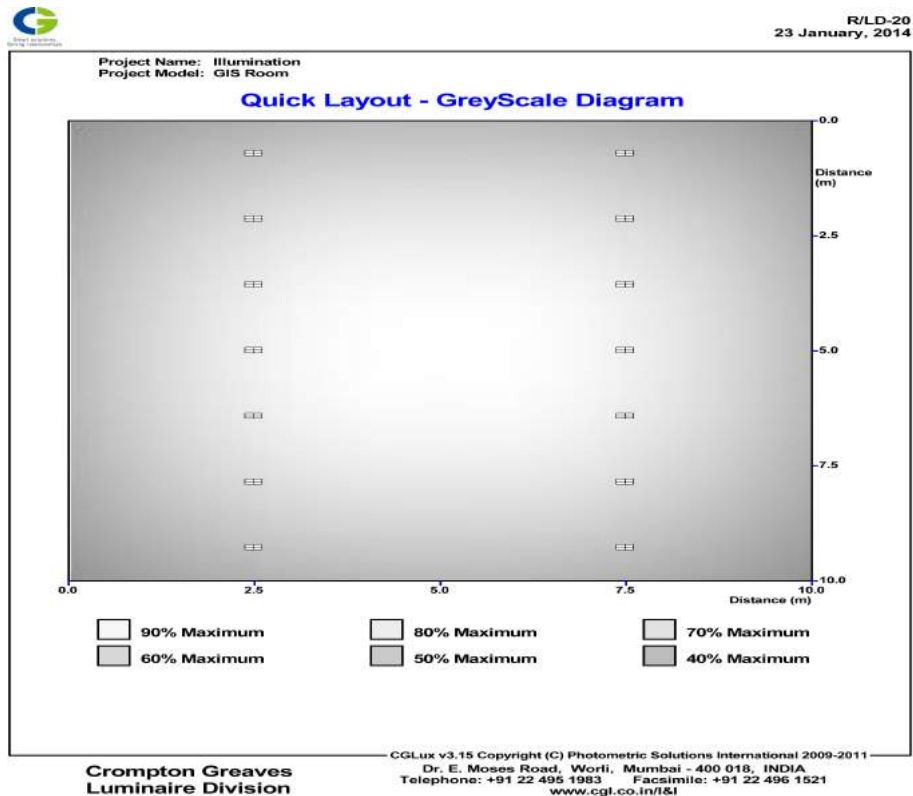 R/LD-20
23 January, 2014
Project Name: Illumination
Project Model: GIS Room
Quick Layout - GreyScale Diagram
0.0
Distance
(m)
2.5
5.0
7.5
10.0
0.0 2.5 5.0 7.5 10.0
Distance (m)
90% Maximum 80% Maximum 70% Maximum
60% Maximum 50% Maximum 40% Maximum
CGLux v3.15 Copyright (C) Photometric Solutions International 2009-2011
Crompton Greaves
Luminaire Division
Dr. E. Moses Road, Worli, Mumbai - 400 018, INDIA
Telephone: +91 22 495 1983 Facsimile: +91 22 496 1521
www.cgl.co.in/I&I